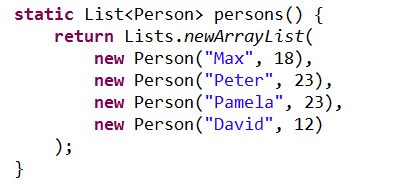 static List<Person> persons() {
    return Lists.newArrayList(
        new Person("Max", 18),
        new Person("Peter", 23),
        new Person("Pamela", 23),
        new Person("David", 12)
    );
}